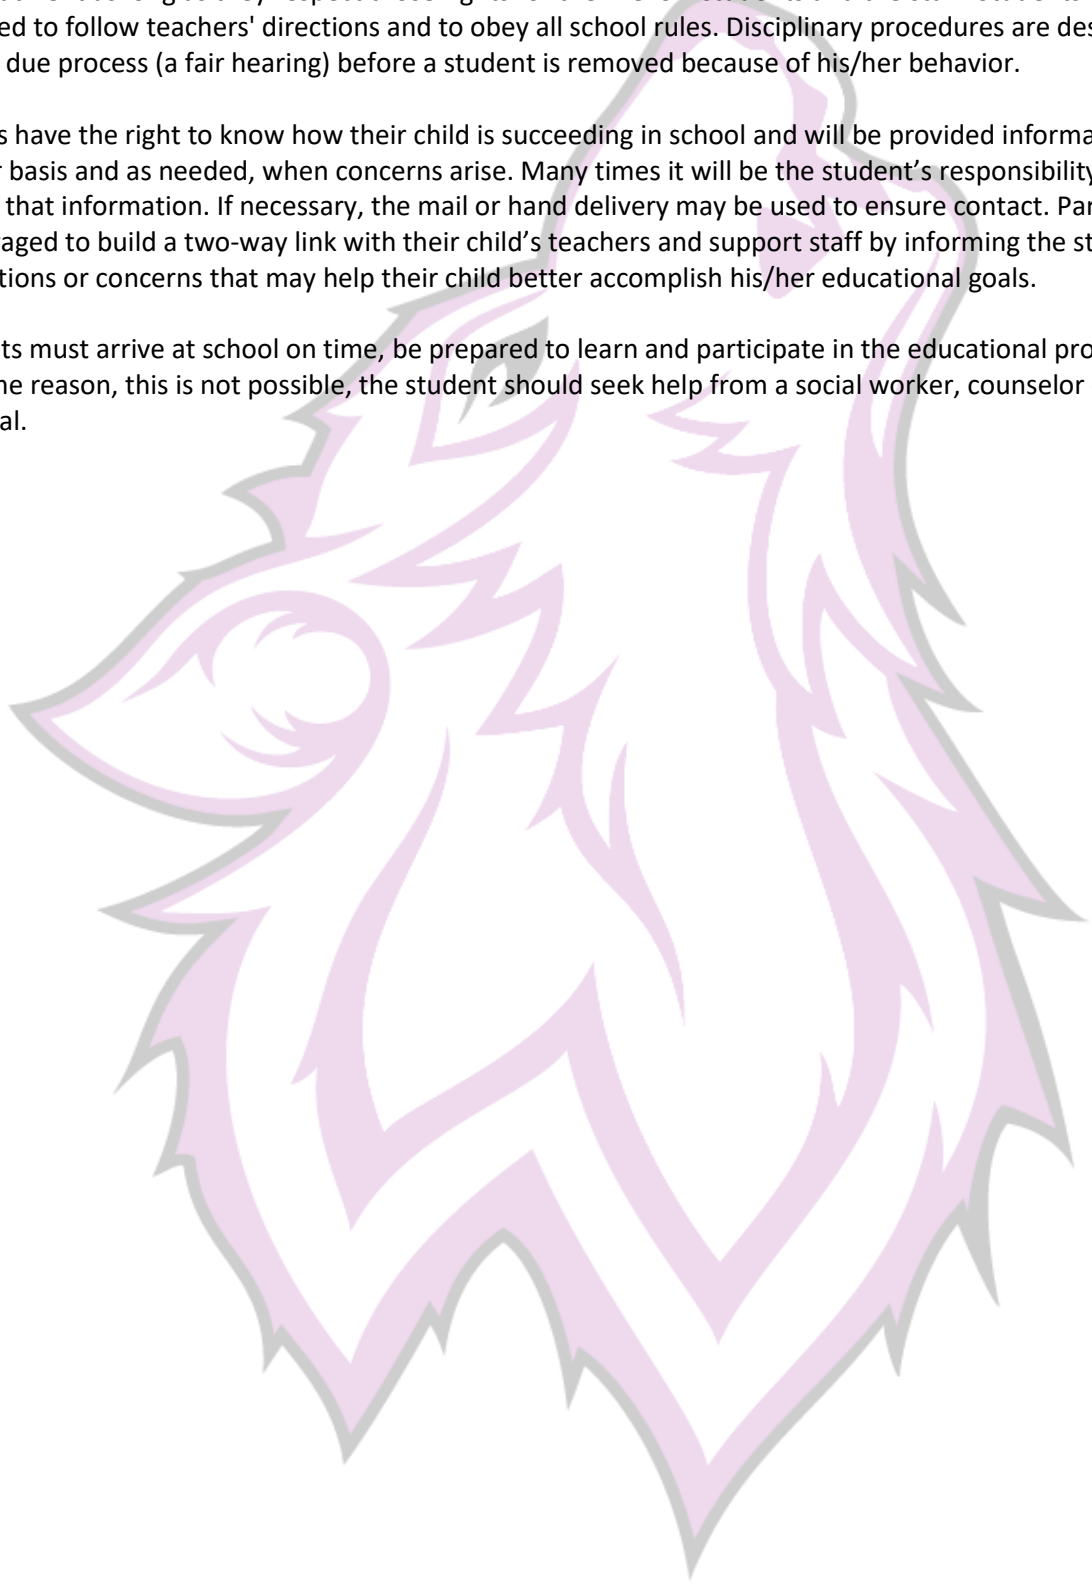 ed to follow teachers' directions and to obey all school rules. Disciplinary procedures are des
due process (a fair hearing) before a student is removed because of his/her behavior.
s have the right to know how their child is succeeding in school and will be provided informa
r basis and as needed, when concerns arise. Many times it will be the student's responsibility
that information. If necessary, the mail or hand delivery may be used to ensure contact. Par
aged to build a two-way link with their child's teachers and support staff by informing the st
tions or concerns that may help their child better accomplish his/her educational goals.
ts must arrive at school on time, be prepared to learn and participate in the educational pro
ne reason, this is not possible, the student should seek help from a social worker, counselor
al.